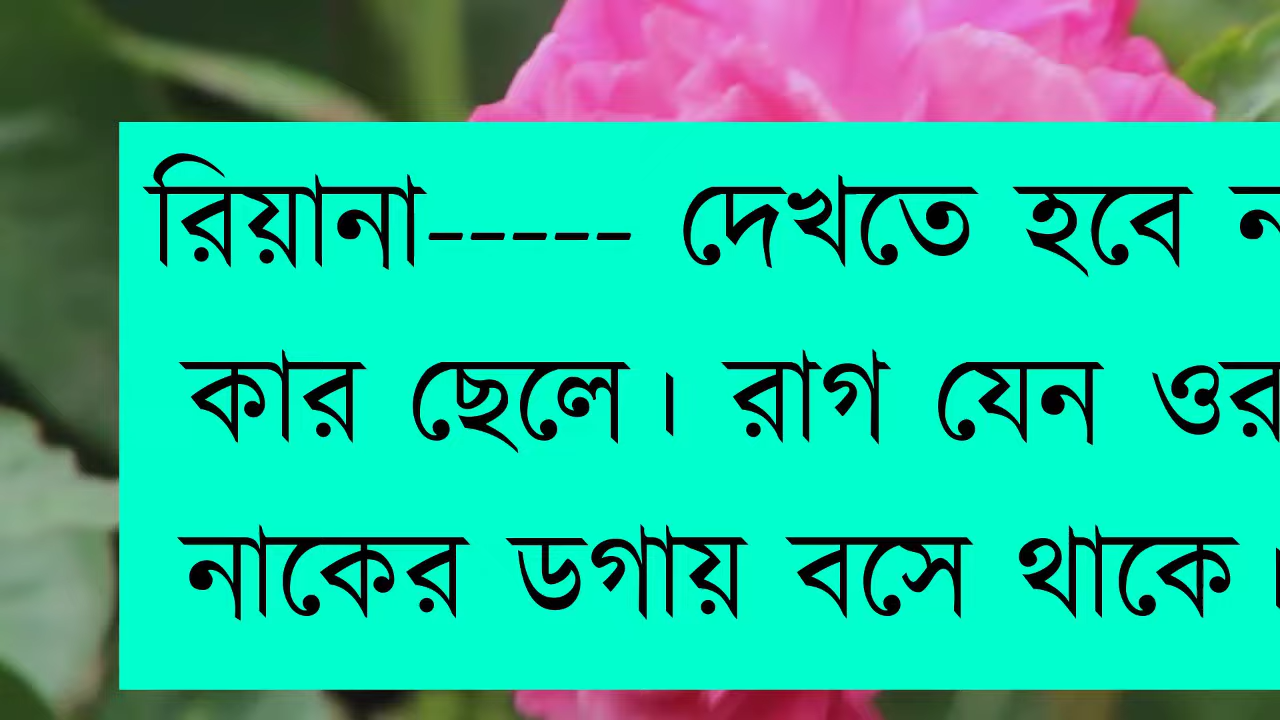 রিয়ানা----- দেখতে হবে
কার ছেলে। রাগ যেন ওর
নাকের ডগায় বসে থাকে।